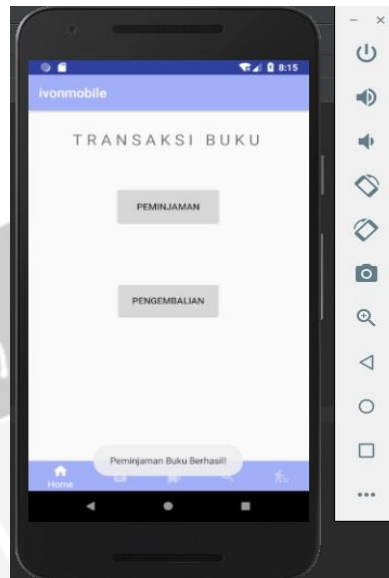 8:15
ivonmobile
TRANSAKSI BUKU
PEMINJAMAN
PENGEMBALIAN
Peminjaman Buku Berhasil!
Home